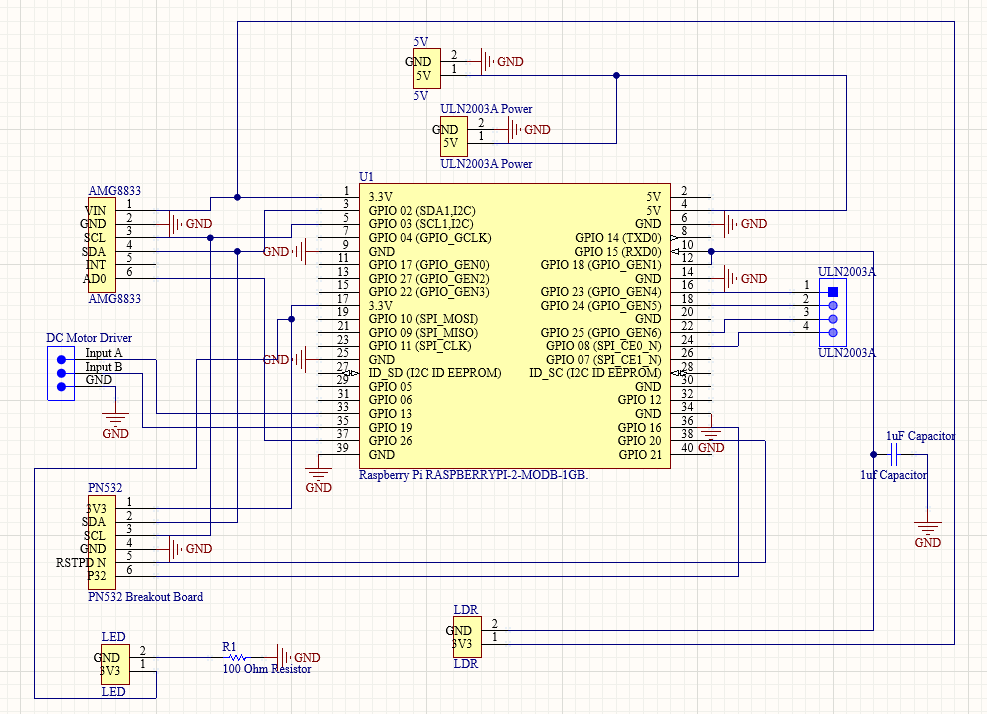 5V
GND 2 GND
5V 1
5V
ULN2003A Power
GND 2 GND
5V 1
ULN2003A Power
U1
AMG8833
VIN 1
GND 2 GND
SCL 3
SDA 4
INT 5
AD0 6
AMG8833
GND
1 3.3V 5V 2
3 GPIO 02 (SDA1,I2C) 5V 4
5 GPIO 03 (SCL1,I2C) GND 6 GND
7 GPIO 04 (GPIO_GCLK) GPIO 14 (TXD0) 8
9 GND GPIO 15 (RXD0) 10
11 GPIO 17 (GPIO_GEN0) GPIO 18 (GPIO_GEN1) 12
13 GPIO 27 (GPIO_GEN2) GND 14 GND
15 GPIO 22 (GPIO_GEN3) GPIO 23 (GPIO_GEN4) 16
17 3.3V GPIO 24 (GPIO_GEN5) 18
19 GPIO 10 (SPI_MOSI) GND 20
21 GPIO 09 (SPI_MISO) GPIO 25 (GPIO_GEN6) 22
23 GPIO 11 (SPI_CLK) GPIO 08 (SPI_CE0_N) 24
GND 25 GND GPIO 07 (SPI_CE1_N) 26
27 ID_SD (I2C ID EEPROM) ID_SC (I2C ID EEPROM) 28
29 GPIO 05 GND 30
31 GPIO 06 GPIO 12 32
33 GPIO 13 GND 34
35 GPIO 19 GPIO 16 36
37 GPIO 26 GPIO 20 38
39 GND GPIO 21 40 GND
GND
Raspberry Pi RASPBERRYPI-2-MODB-1GB.
ULN2003A
1
2
3
4
ULN2003A
DC Motor Driver
Input A
Input B
GND
GND
1uF Capacitor
1uf Capacitor
GND
PN532
3V3 1
SDA 2
SCL 3
GND 4 GND
RSTPD N 5
P32 6
PN532 Breakout Board
LDR
GND 2
3V3 1
LDR
LED
GND 2
3V3 1
LED
R1
GND
100 Ohm Resistor